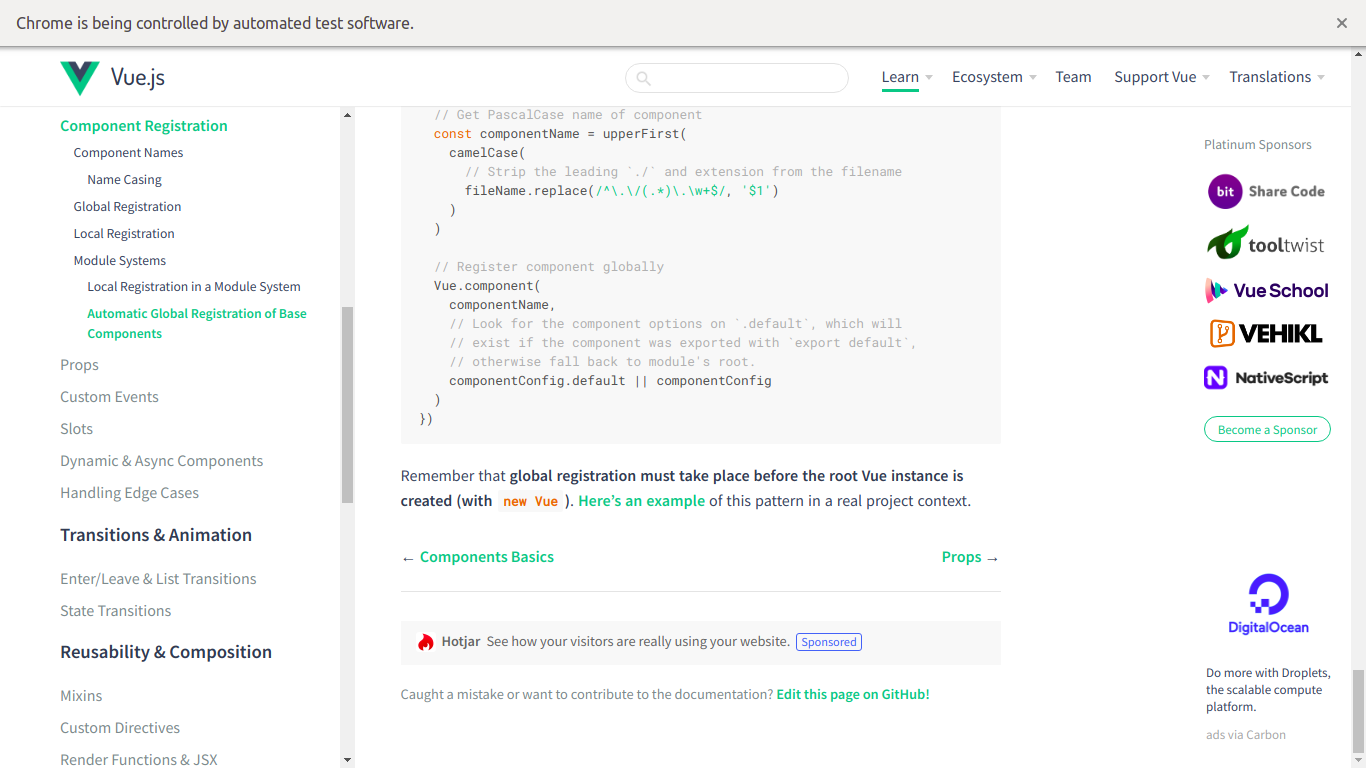 Chrome is being controlled by automated test software.
Vue.js
Learn
Ecosystem
Team
Support Vue
Translations
Component Registration
Component Names
Name Casing
Global Registration
Local Registration
Module Systems
Local Registration in a Module System
Automatic Global Registration of Base
Components
Props
Custom Events
Slots
Dynamic & Async Components
Handling Edge Cases
Transitions & Animation
Enter/Leave & List Transitions
State Transitions
Reusability & Composition
Mixins
Custom Directives
Render Functions & JSX
// Get PascalCase name of component
const componentName = upperFirst(
camelCase(
// Strip the leading `./` and extension from the filename
fileName.replace(/^\.\/(.*)\.\w+$/, '$1')
)
)
// Register component globally
Vue.component(
componentName,
// Look for the component options on `.default`, which will
// exist if the component was exported with `export default`,
// otherwise fall back to module's root.
componentConfig.default || componentConfig
)
})
Remember that global registration must take place before the root Vue instance is
created (with new Vue ). Here's an example of this pattern in a real project context.
← Components Basics
Props →
Hotjar See how your visitors are really using your website. Sponsored
Caught a mistake or want to contribute to the documentation? Edit this page on GitHub!
Platinum Sponsors
bit Share Code
tooltwist
Vue School
VEHIKL
NativeScript
Become a Sponsor
DigitalOcean
Do more with Droplets,
the scalable compute
platform.
ads via Carbon